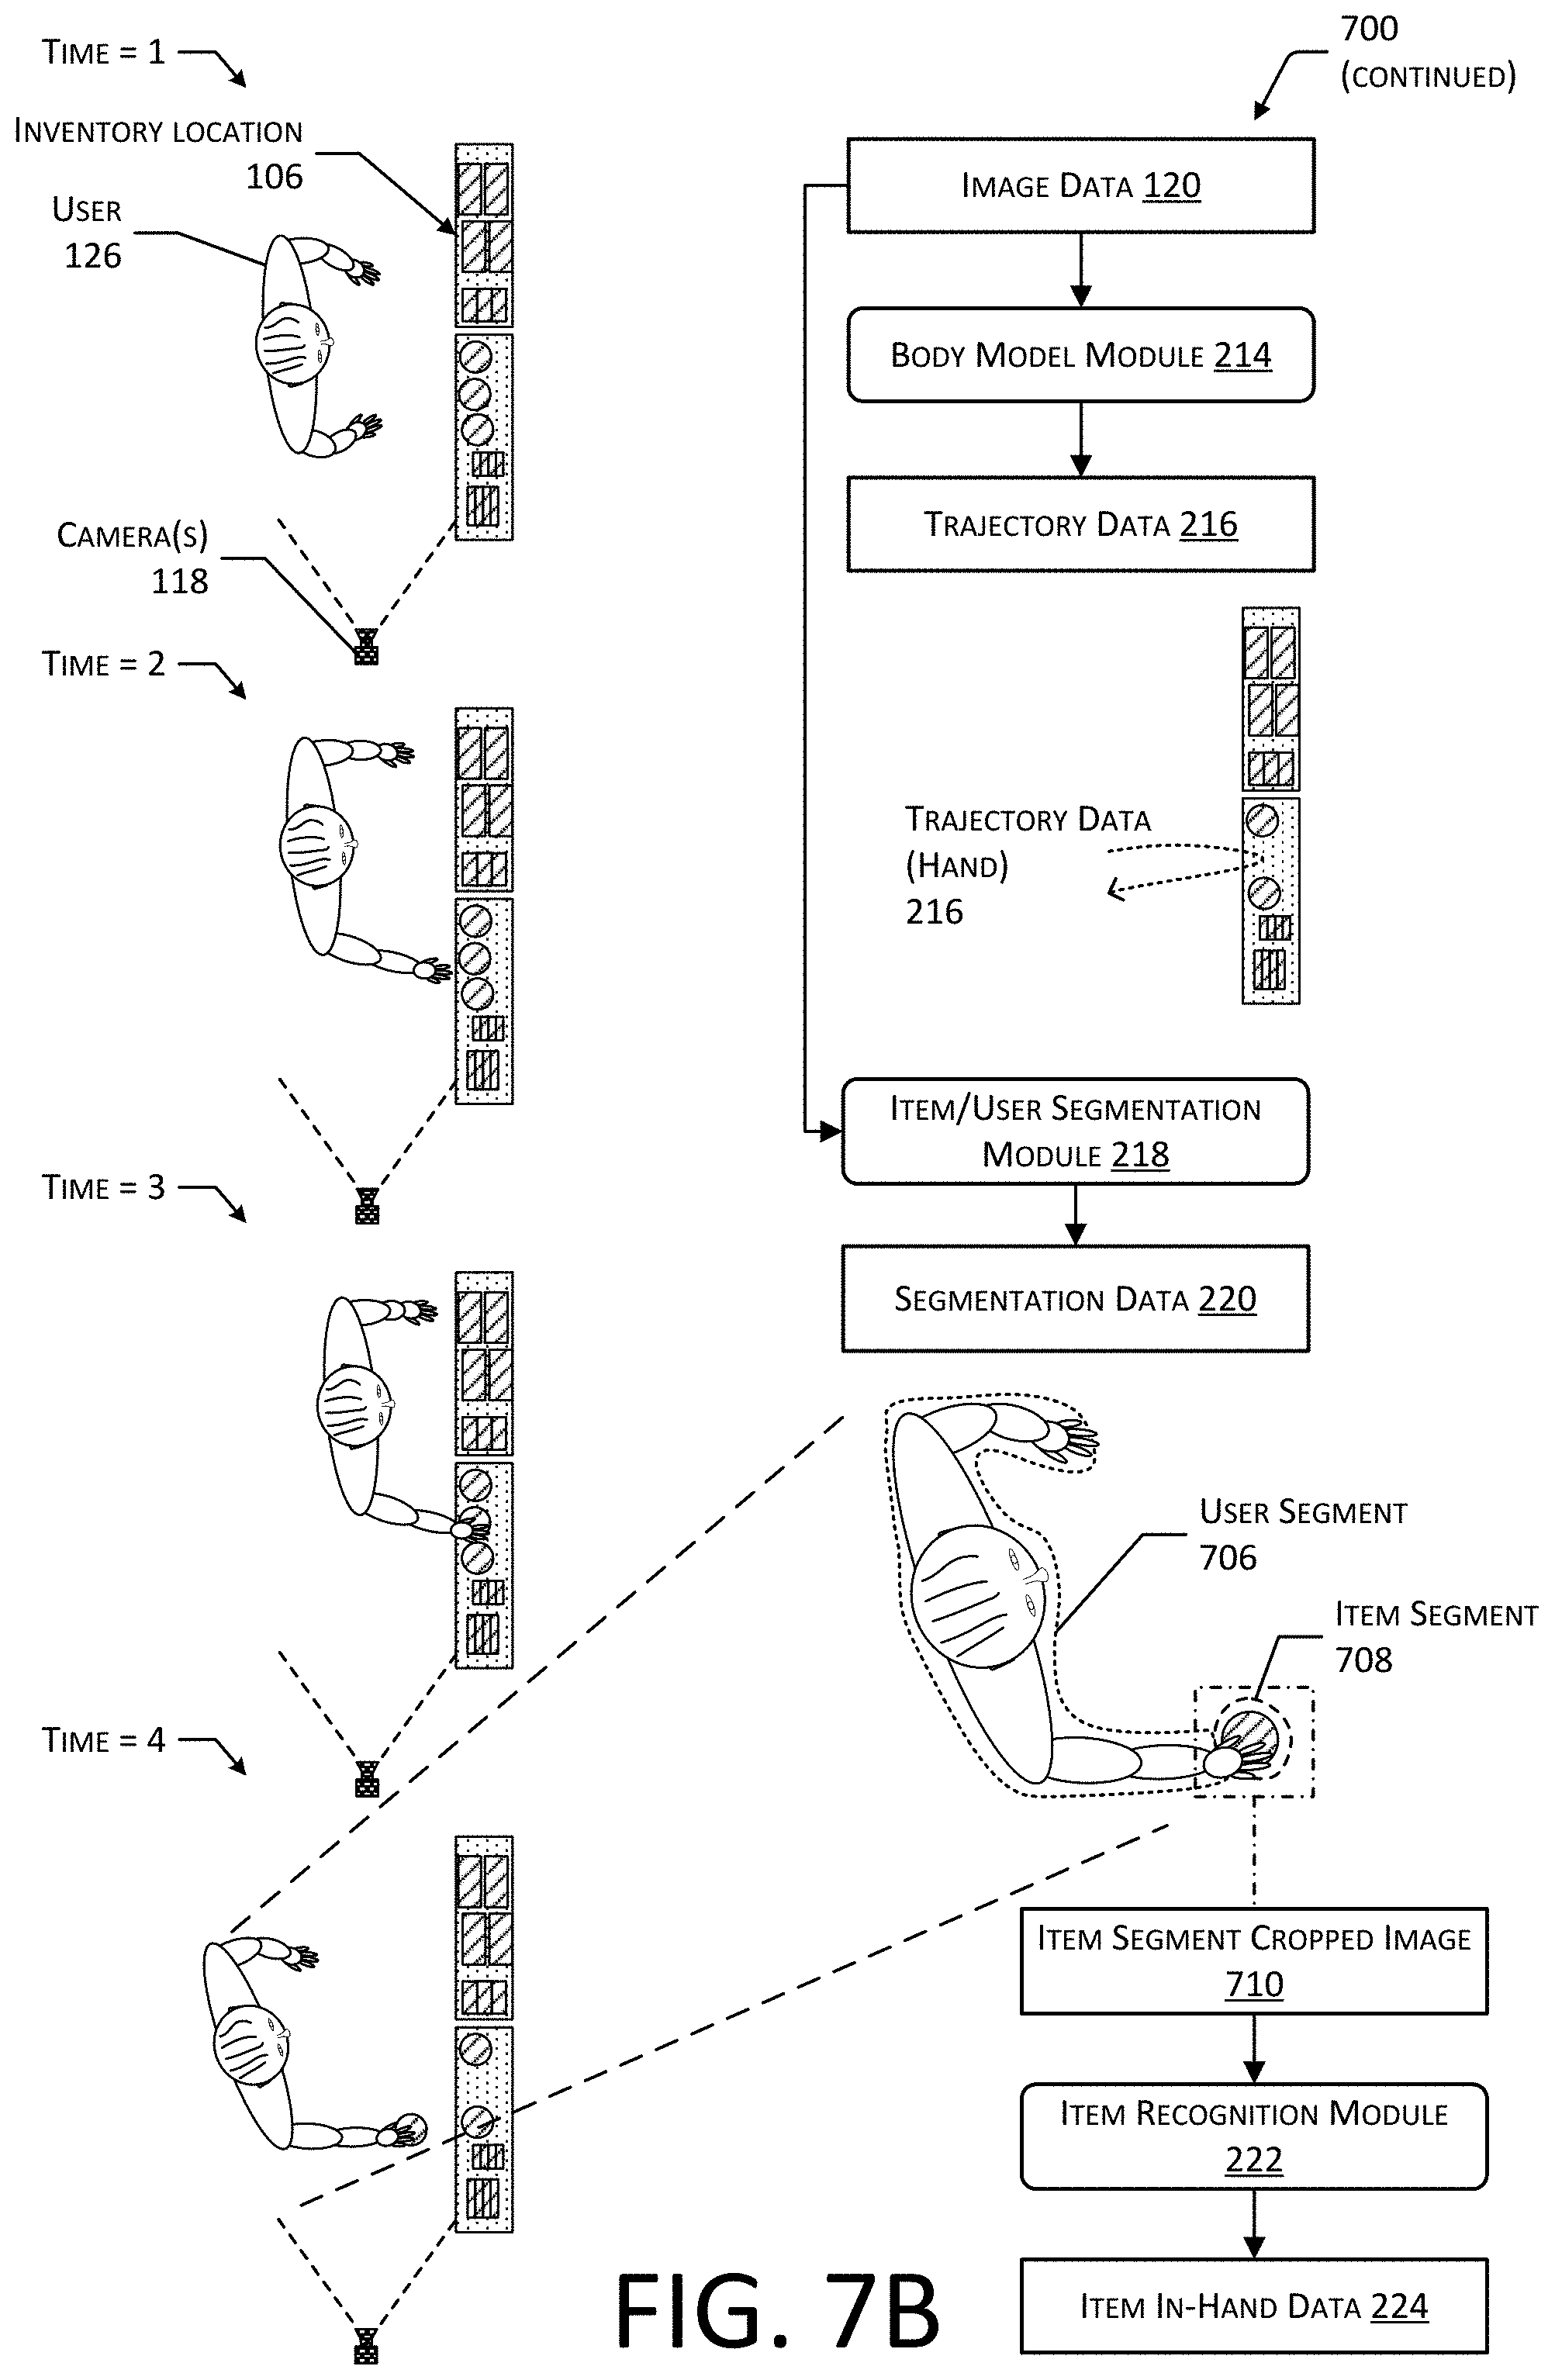 TIME = 1
INVENTORY LOCATION
106
USER
126
CAMERA(S)
118
TIME = 2
TIME = 3
TIME = 4
700
(CONTINUED)
IMAGE DATA 120
BODY MODEL MODULE 214
TRAJECTORY DATA 216
TRAJECTORY DATA
(HAND)
216
ITEM/USER SEGMENTATION
MODULE 218
SEGMENTATION DATA 220
USER SEGMENT
706
ITEM SEGMENT
708
ITEM SEGMENT CROPPED IMAGE
710
ITEM RECOGNITION MODULE
222
ITEM IN-HAND DATA 224
FIG. 7B